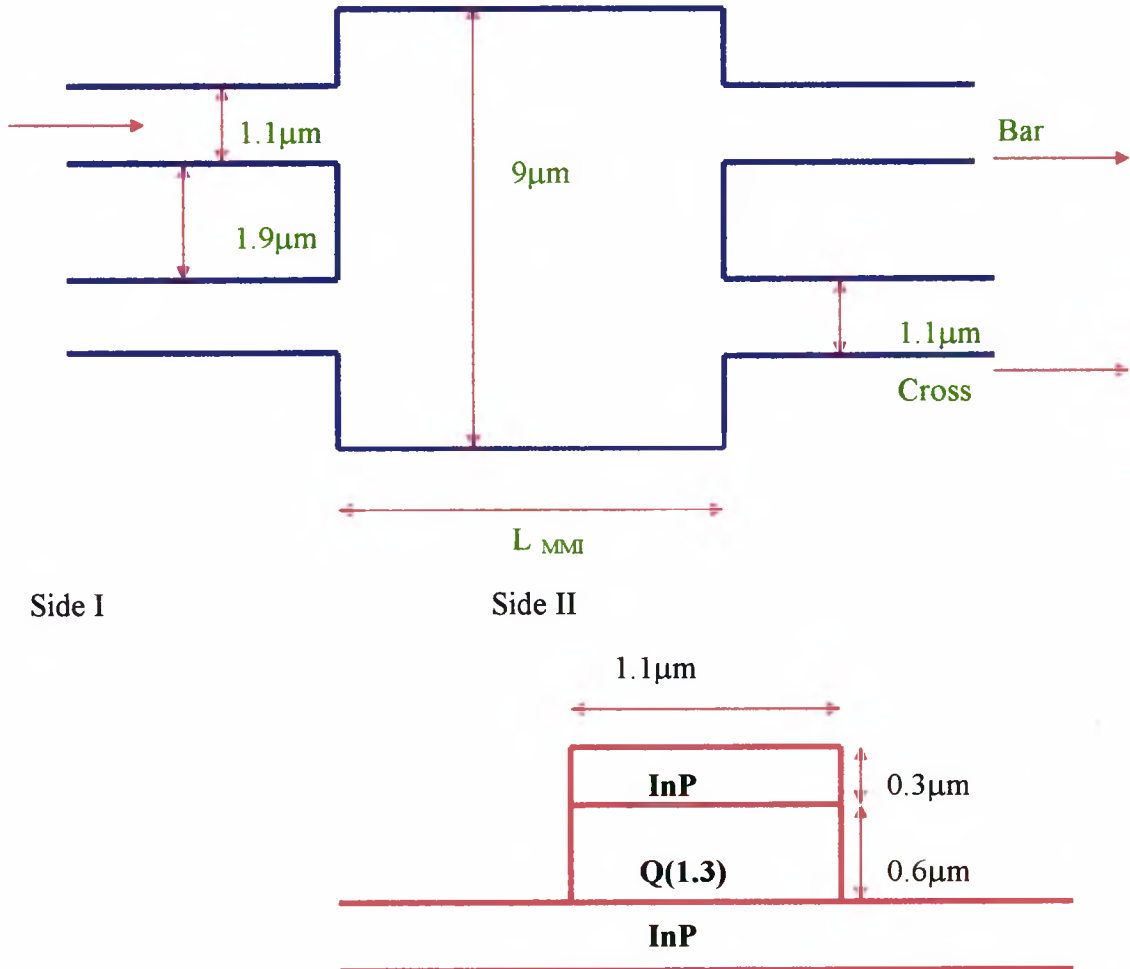 1.1μm
Bar
9μm
1.9μm
1.1μm
Cross
L MMI
Side I
Side II
1.1μm
InP
0.3μm
Q(1.3)
0.6μm
InP